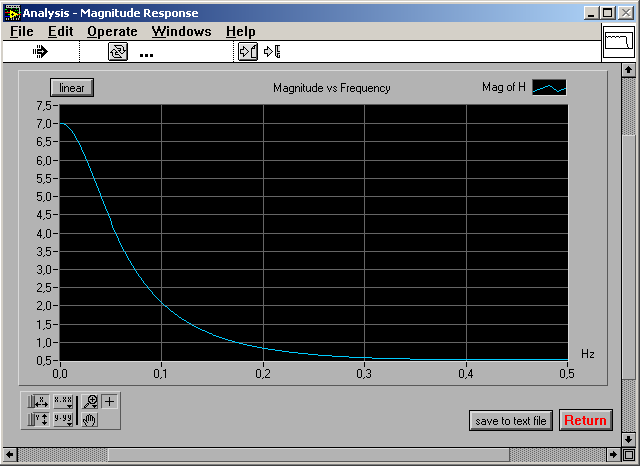 Analysis - Magnitude Response
File Edit Operate Windows Help
...
linear
Magnitude vs Frequency
Mag of H
7,5
7,0
6,5
6,0
5,5
5,0
4,5
4,0
3,5
3,0
2,5
2,0
1,5
1,0
0,5
Hz
0,0 0,1 0,2 0,3 0,4 0,5
X x.xx
Y y.yy
save to text file
Return